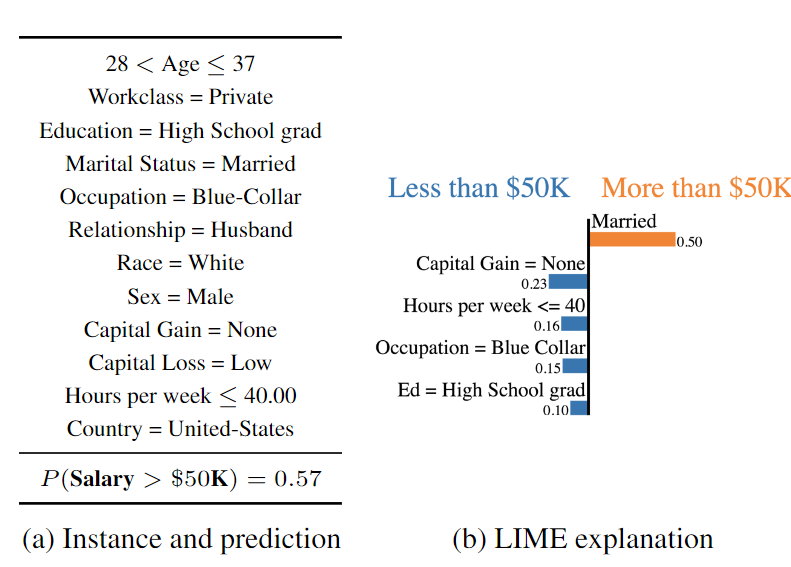 28 < Age ≤ 37
Workclass = Private
Education = High School grad
Marital Status = Married
Occupation = Blue-Collar
Relationship = Husband
Race = White
Sex = Male
Capital Gain = None
Capital Loss = Low
Hours per week ≤ 40.00
Country = United-States
P(Salary > $50K) = 0.57
(a) Instance and prediction
Less than $50K More than $50K
Married
0.50
Capital Gain = None
0.23
Hours per week <= 40
0.16
Occupation = Blue Collar
0.15
Ed = High School grad
0.10
(b) LIME explanation